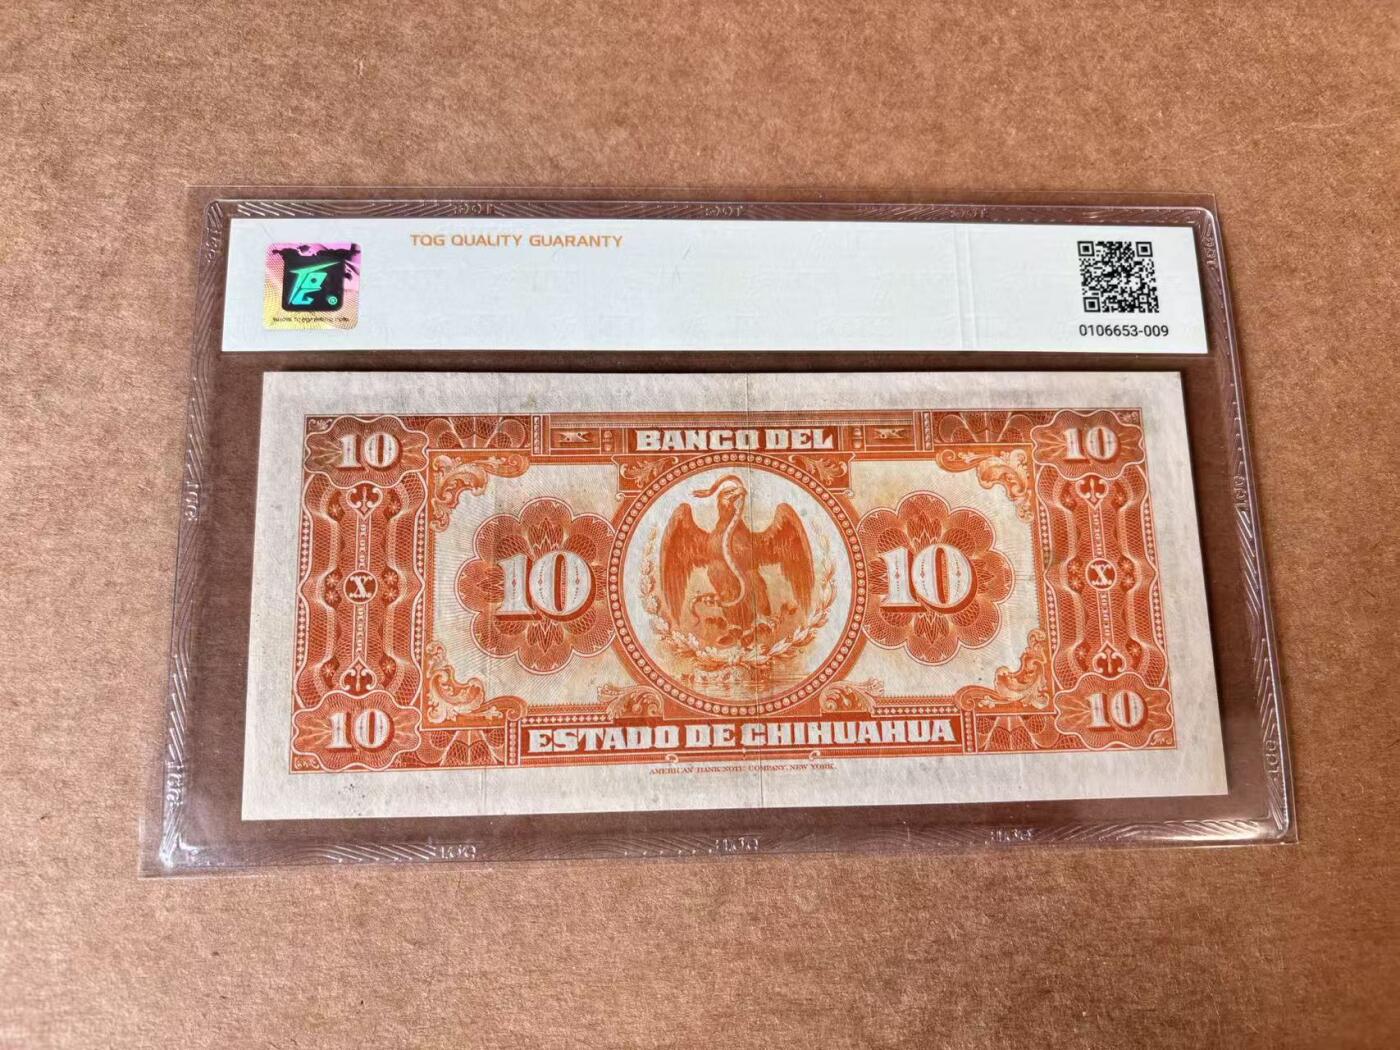 TQG QUALITY GUARANTY
0106653-009
10 BANCO DEL 10
10 10
X X
10 ESTADO DE CHIHUAHUA 10
AMERICAN BANK NOTE COMPANY, NEW YORK.